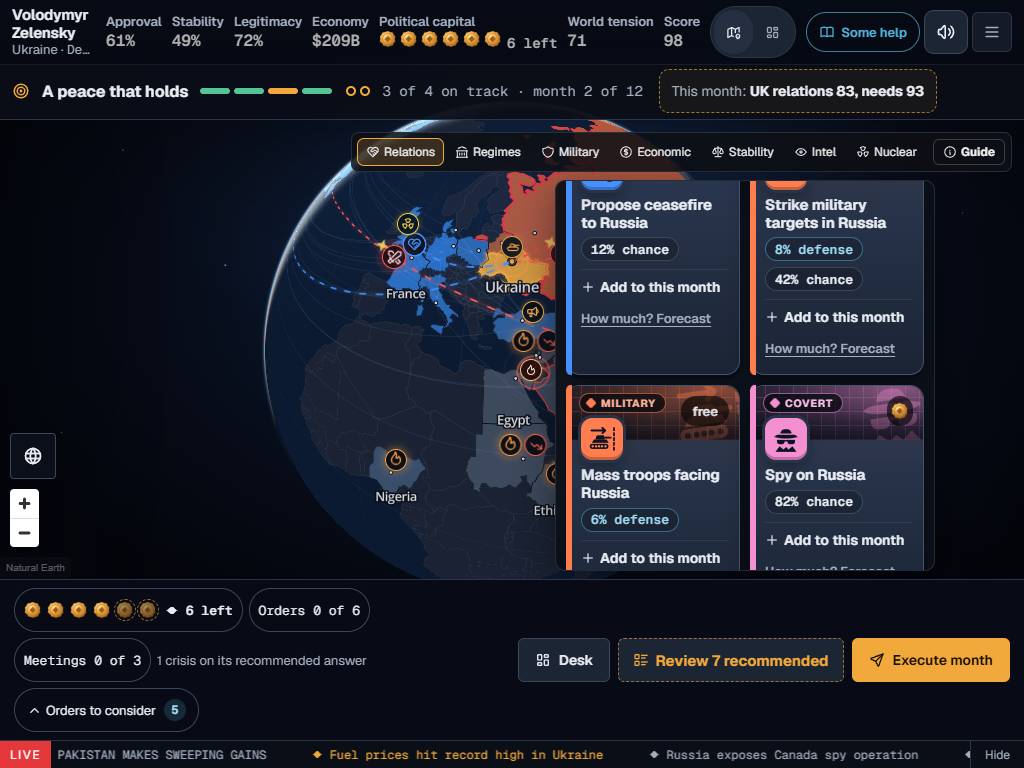 Volodymyr
Zelensky
Ukraine · De...
Approval
61%
Stability
49%
Legitimacy
72%
Economy
$209B
Political capital
6 left
World tension
71
Score
98
Some help
A peace that holds
3 of 4 on track · month 2 of 12
This month: UK relations 83, needs 93
Relations
Regimes
Military
Economic
Stability
Intel
Nuclear
Guide
Propose ceasefire
to Russia
12% chance
Add to this month
How much? Forecast
Strike military
targets in Russia
8% defense
42% chance
Add to this month
How much? Forecast
MILITARY
free
Mass troops facing
Russia
6% defense
Add to this month
COVERT
Spy on Russia
82% chance
Add to this month
How much? Forecast
France
Ukraine
Egypt
Nigeria
Ethi
+
−
Natural Earth
6 left
Orders 0 of 6
Meetings 0 of 3
1 crisis on its recommended answer
Orders to consider 5
Desk
Review 7 recommended
Execute month
LIVE
PAKISTAN MAKES SWEEPING GAINS
Fuel prices hit record high in Ukraine
Russia exposes Canada spy operation
Hide